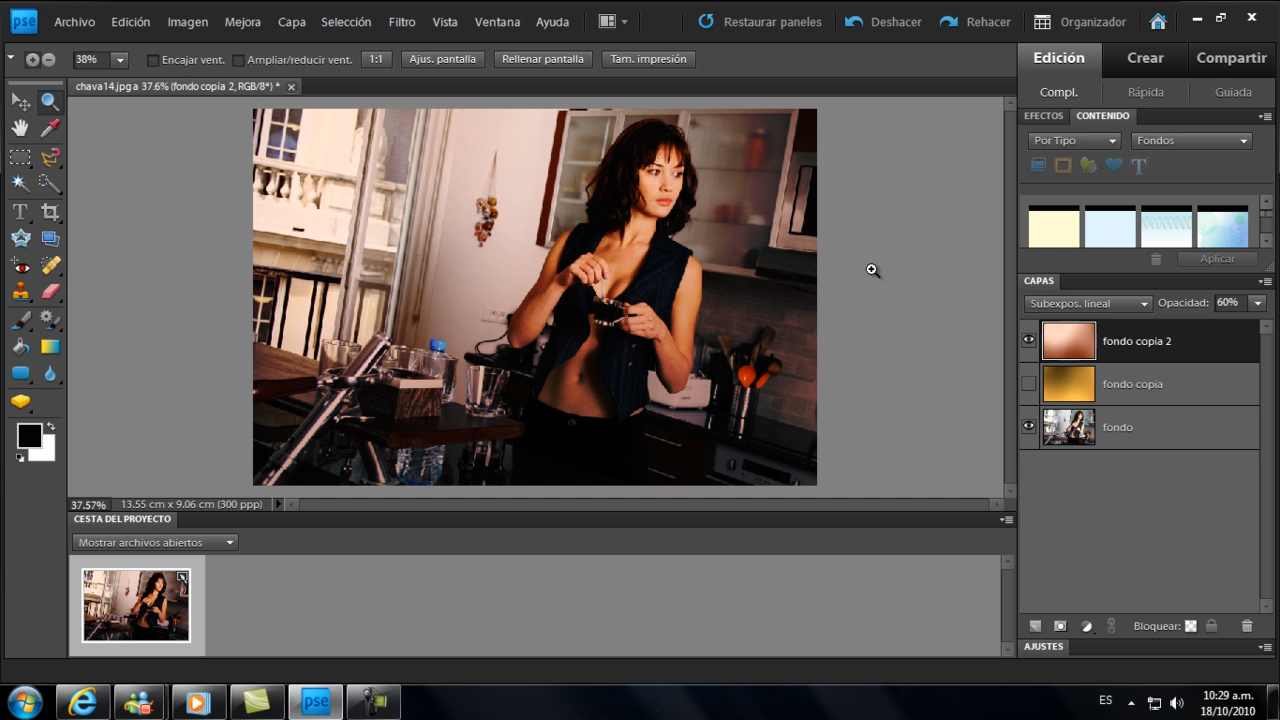 pse Archivo Edición Imagen Mejora Capa Selección Filtro Vista Ventana Ayuda Restaurar paneles Deshacer Rehacer Organizador
38% Encajar vent. Ampliar/reducir vent. 1:1 Ajus. pantalla Rellenar pantalla Tam. impresión
Edición Crear Compartir
chava14.jpg a 37.6% (fondo copia 2, RGB/8*) *
Compl. Rápida Guiada
EFECTOS CONTENIDO
Por Tipo Fondos
Aplicar
CAPAS
Subexpos. lineal Opacidad: 60%
fondo copia 2
fondo copia
fondo
37.57% 13.55 cm x 9.06 cm (300 ppp)
CESTA DEL PROYECTO
Mostrar archivos abiertos
Bloquear:
AJUSTES
pse
ES 10:29 a.m.
18/10/2010